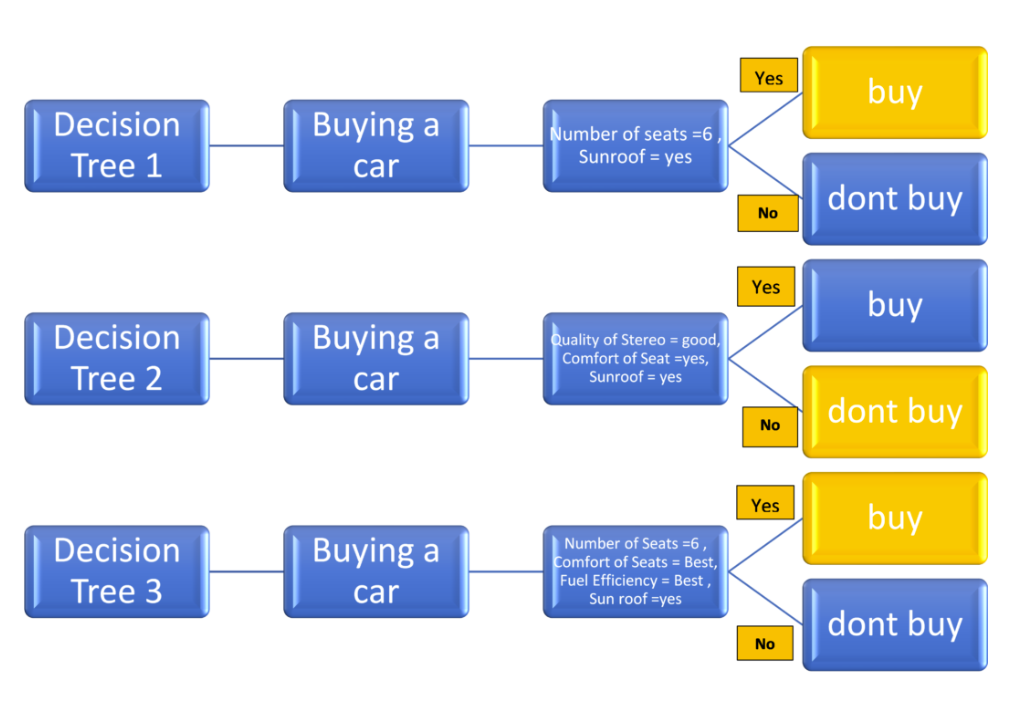 Decision
Tree 1
Buying a
car
Number of seats =6 ,
Sunroof = yes
Yes
buy
No
dont buy
Decision
Tree 2
Buying a
car
Quality of Stereo = good,
Comfort of Seat =yes,
Sunroof = yes
Yes
buy
No
dont buy
Decision
Tree 3
Buying a
car
Number of Seats =6 ,
Comfort of Seats = Best,
Fuel Efficiency = Best ,
Sun roof =yes
Yes
buy
No
dont buy